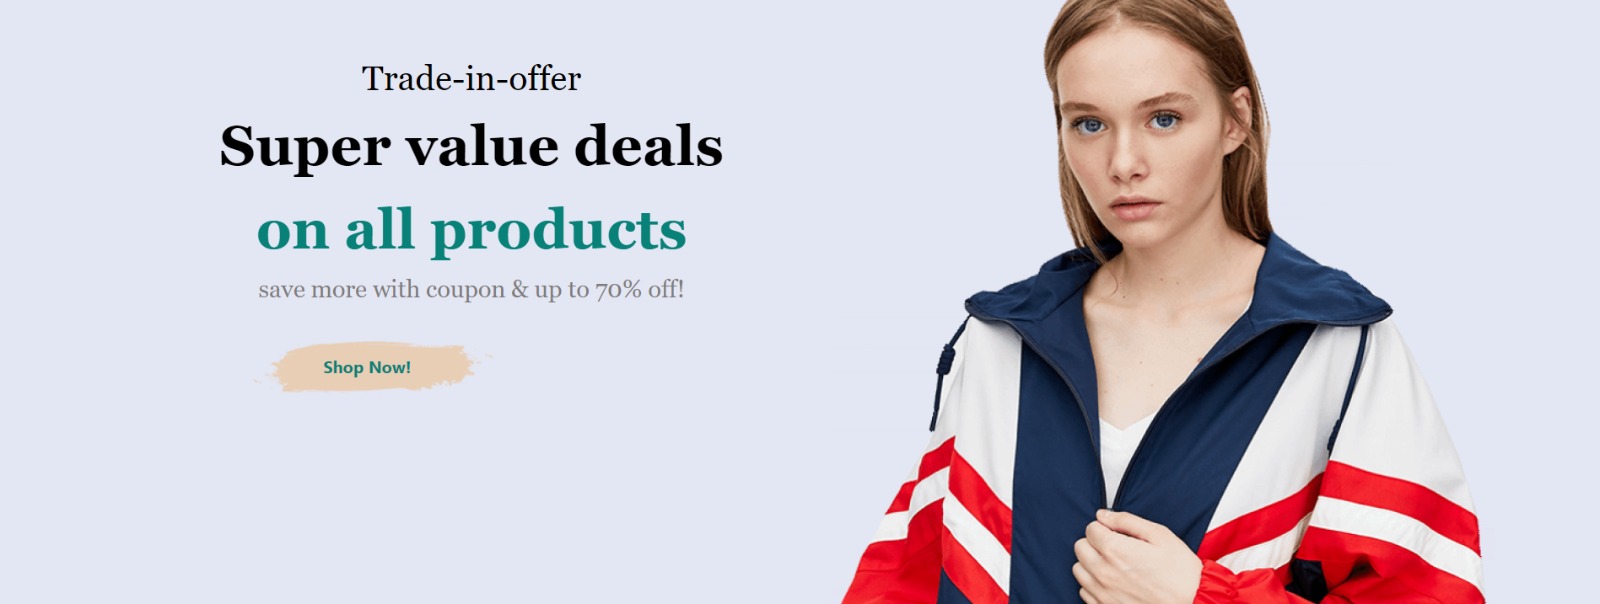 Trade-in-offer
Super value deals
on all products
save more with coupon & up to 70% off!
Shop Now!